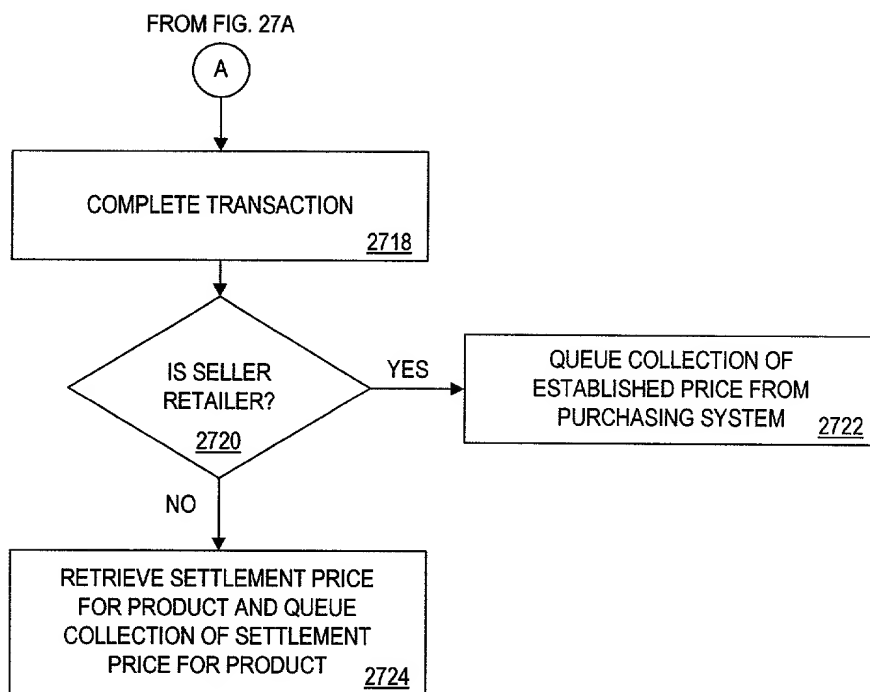 FROM FIG. 27A
A
COMPLETE TRANSACTION
2718
IS SELLER
RETAILER?
2720
YES
QUEUE COLLECTION OF
ESTABLISHED PRICE FROM
PURCHASING SYSTEM
2722
NO
RETRIEVE SETTLEMENT PRICE
FOR PRODUCT AND QUEUE
COLLECTION OF SETTLEMENT
PRICE FOR PRODUCT
2724